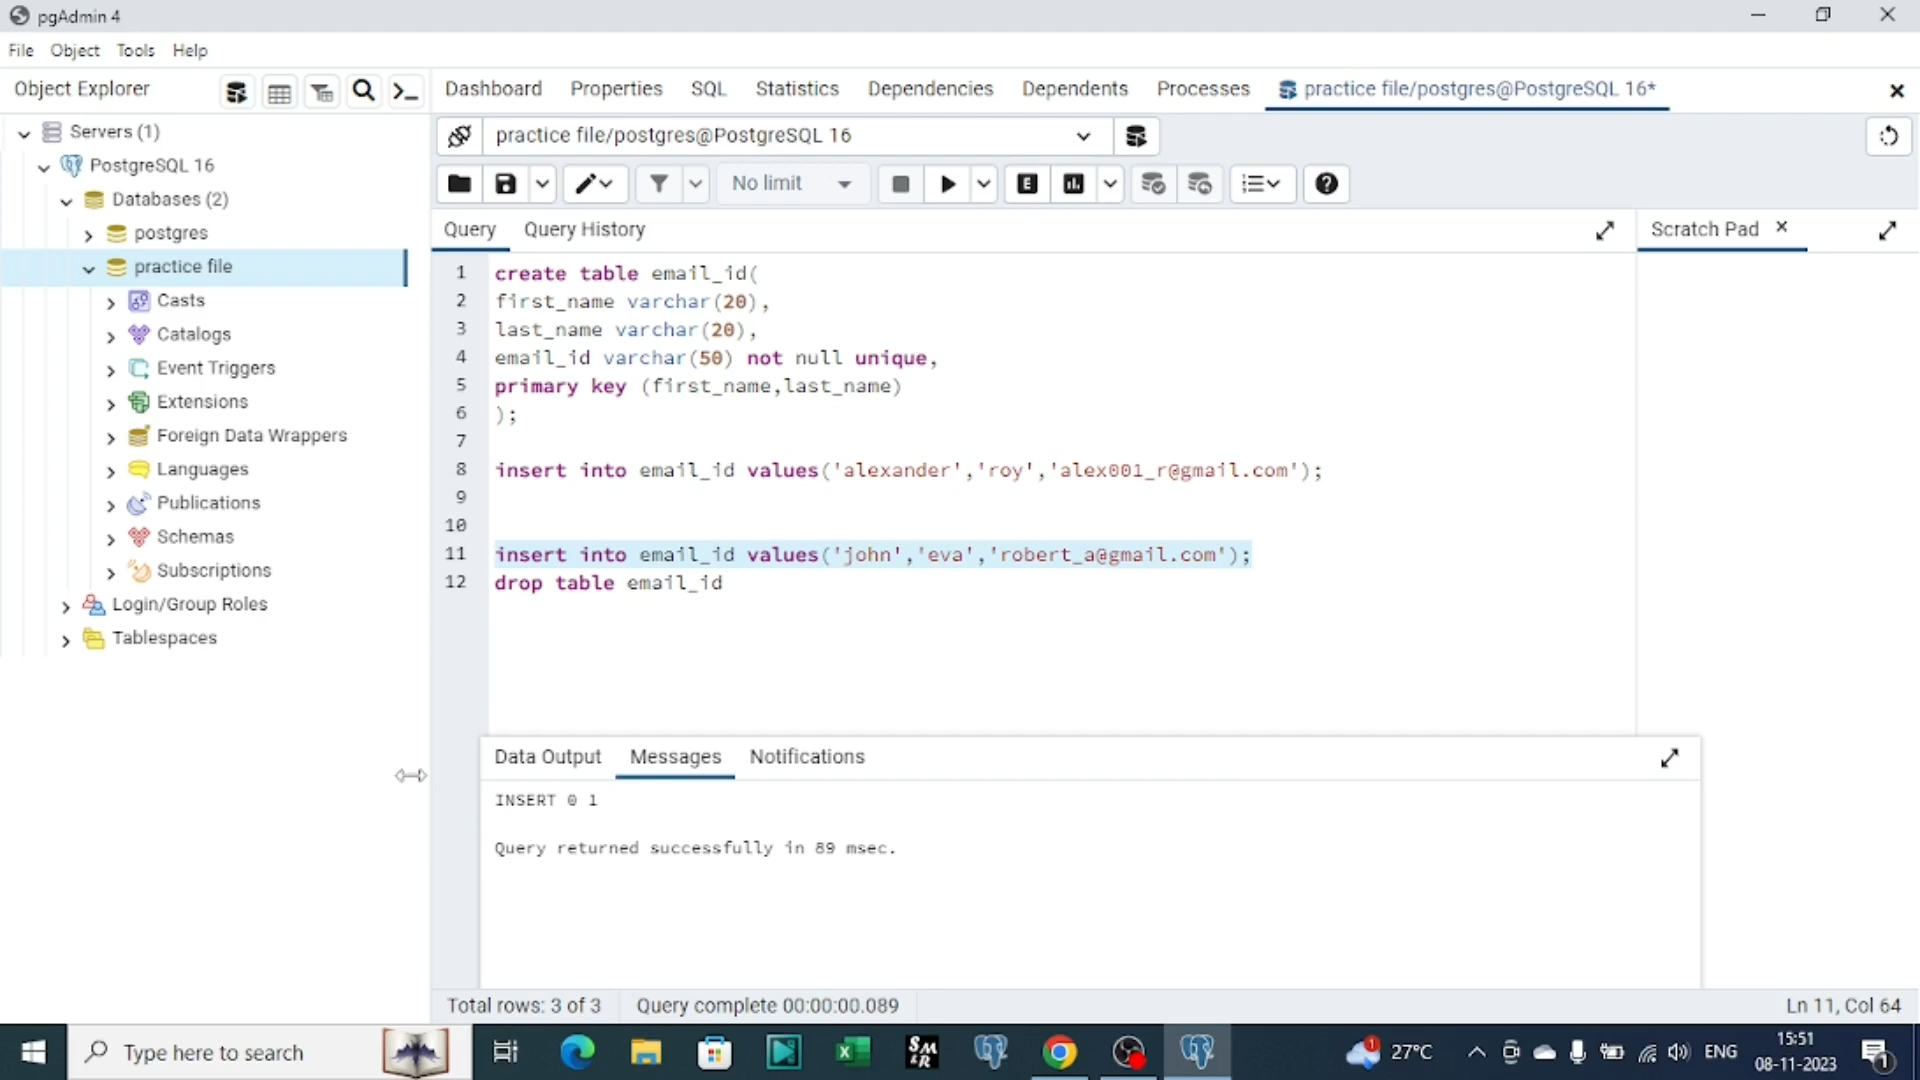 pgAdmin 4
File Object Tools Help
Object Explorer
Dashboard Properties SQL Statistics Dependencies Dependents Processes practice file/postgres@PostgreSQL 16*
Servers (1)
PostgreSQL 16
Databases (2)
postgres
practice file
Casts
Catalogs
Event Triggers
Extensions
Foreign Data Wrappers
Languages
Publications
Schemas
Subscriptions
Login/Group Roles
Tablespaces
practice file/postgres@PostgreSQL 16
No limit
E
Query Query History
Scratch Pad
1 create table email_id(
2 first_name varchar(20),
3 last_name varchar(20),
4 email_id varchar(50) not null unique,
5 primary key (first_name,last_name)
6 );
7
8 insert into email_id values('alexander','roy','alex001_r@gmail.com');
9
10
11 insert into email_id values('john','eva','robert_a@gmail.com');
12 drop table email_id
Data Output Messages Notifications
INSERT 0 1
Query returned successfully in 89 msec.
Total rows: 3 of 3 Query complete 00:00:00.089 Ln 11, Col 64
Type here to search
SM
&R
1
27°C
ENG
15:51
08-11-2023
1